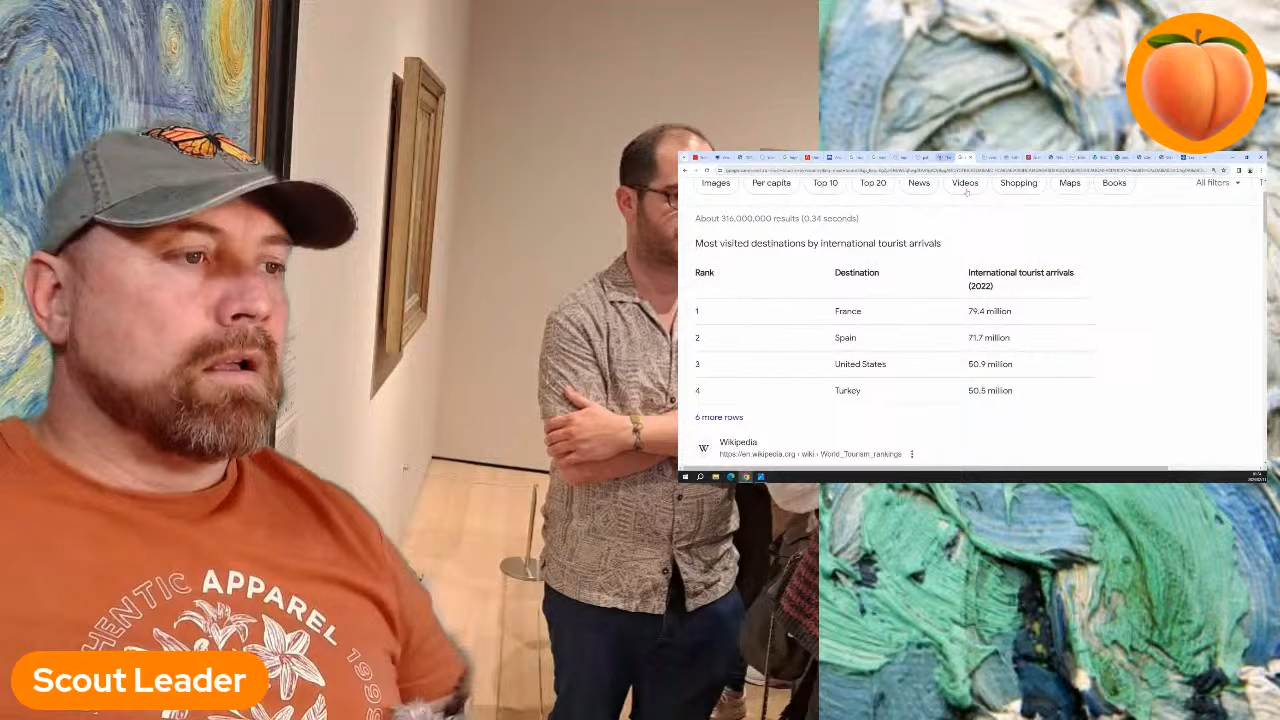 Images Per capita Top 10 Top 20 News Videos Shopping Maps Books All filters
About 316,000,000 results (0.34 seconds)
Most visited destinations by international tourist arrivals
Rank Destination International tourist arrivals
(2022)
1 France 79.4 million
2 Spain 71.7 million
3 United States 50.9 million
4 Turkey 50.5 million
6 more rows
W Wikipedia
https://en.wikipedia.org › wiki › World_Tourism_rankings
HENTIC APPAREL 1995
Scout Leader